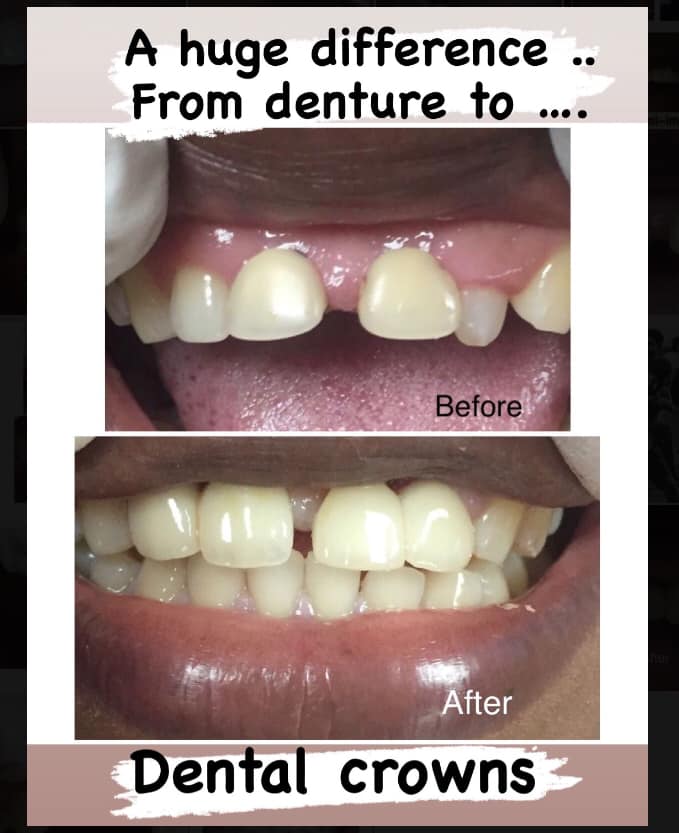 A huge difference ..
From denture to ....
Before
After
Dental crowns